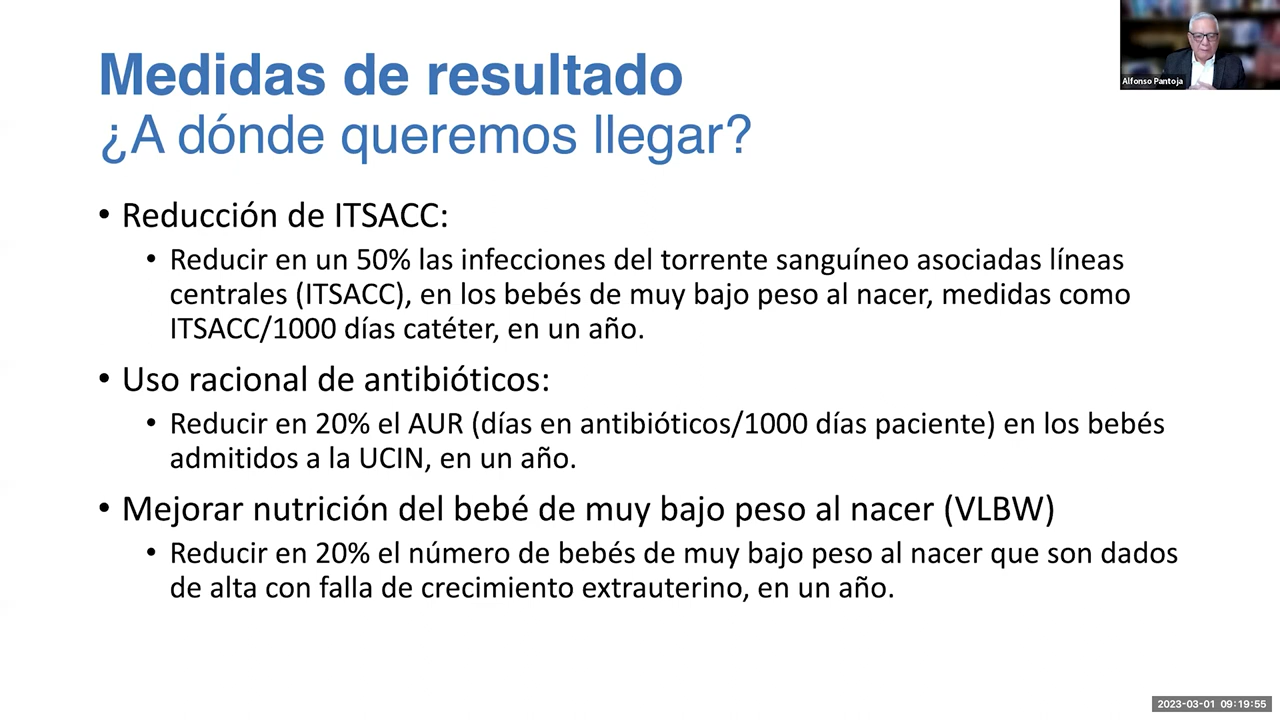 Medidas de resultado
¿A dónde queremos llegar?
• Reducción de ITSACC:
• Reducir en un 50% las infecciones del torrente sanguíneo asociadas líneas
centrales (ITSACC), en los bebés de muy bajo peso al nacer, medidas como
ITSACC/1000 días catéter, en un año.
• Uso racional de antibióticos:
• Reducir en 20% el AUR (días en antibióticos/1000 días paciente) en los bebés
admitidos a la UCIN, en un año.
• Mejorar nutrición del bebé de muy bajo peso al nacer (VLBW)
• Reducir en 20% el número de bebés de muy bajo peso al nacer que son dados
de alta con falla de crecimiento extrauterino, en un año.
Alfonso Pantoja
2023-03-01 09:19:55